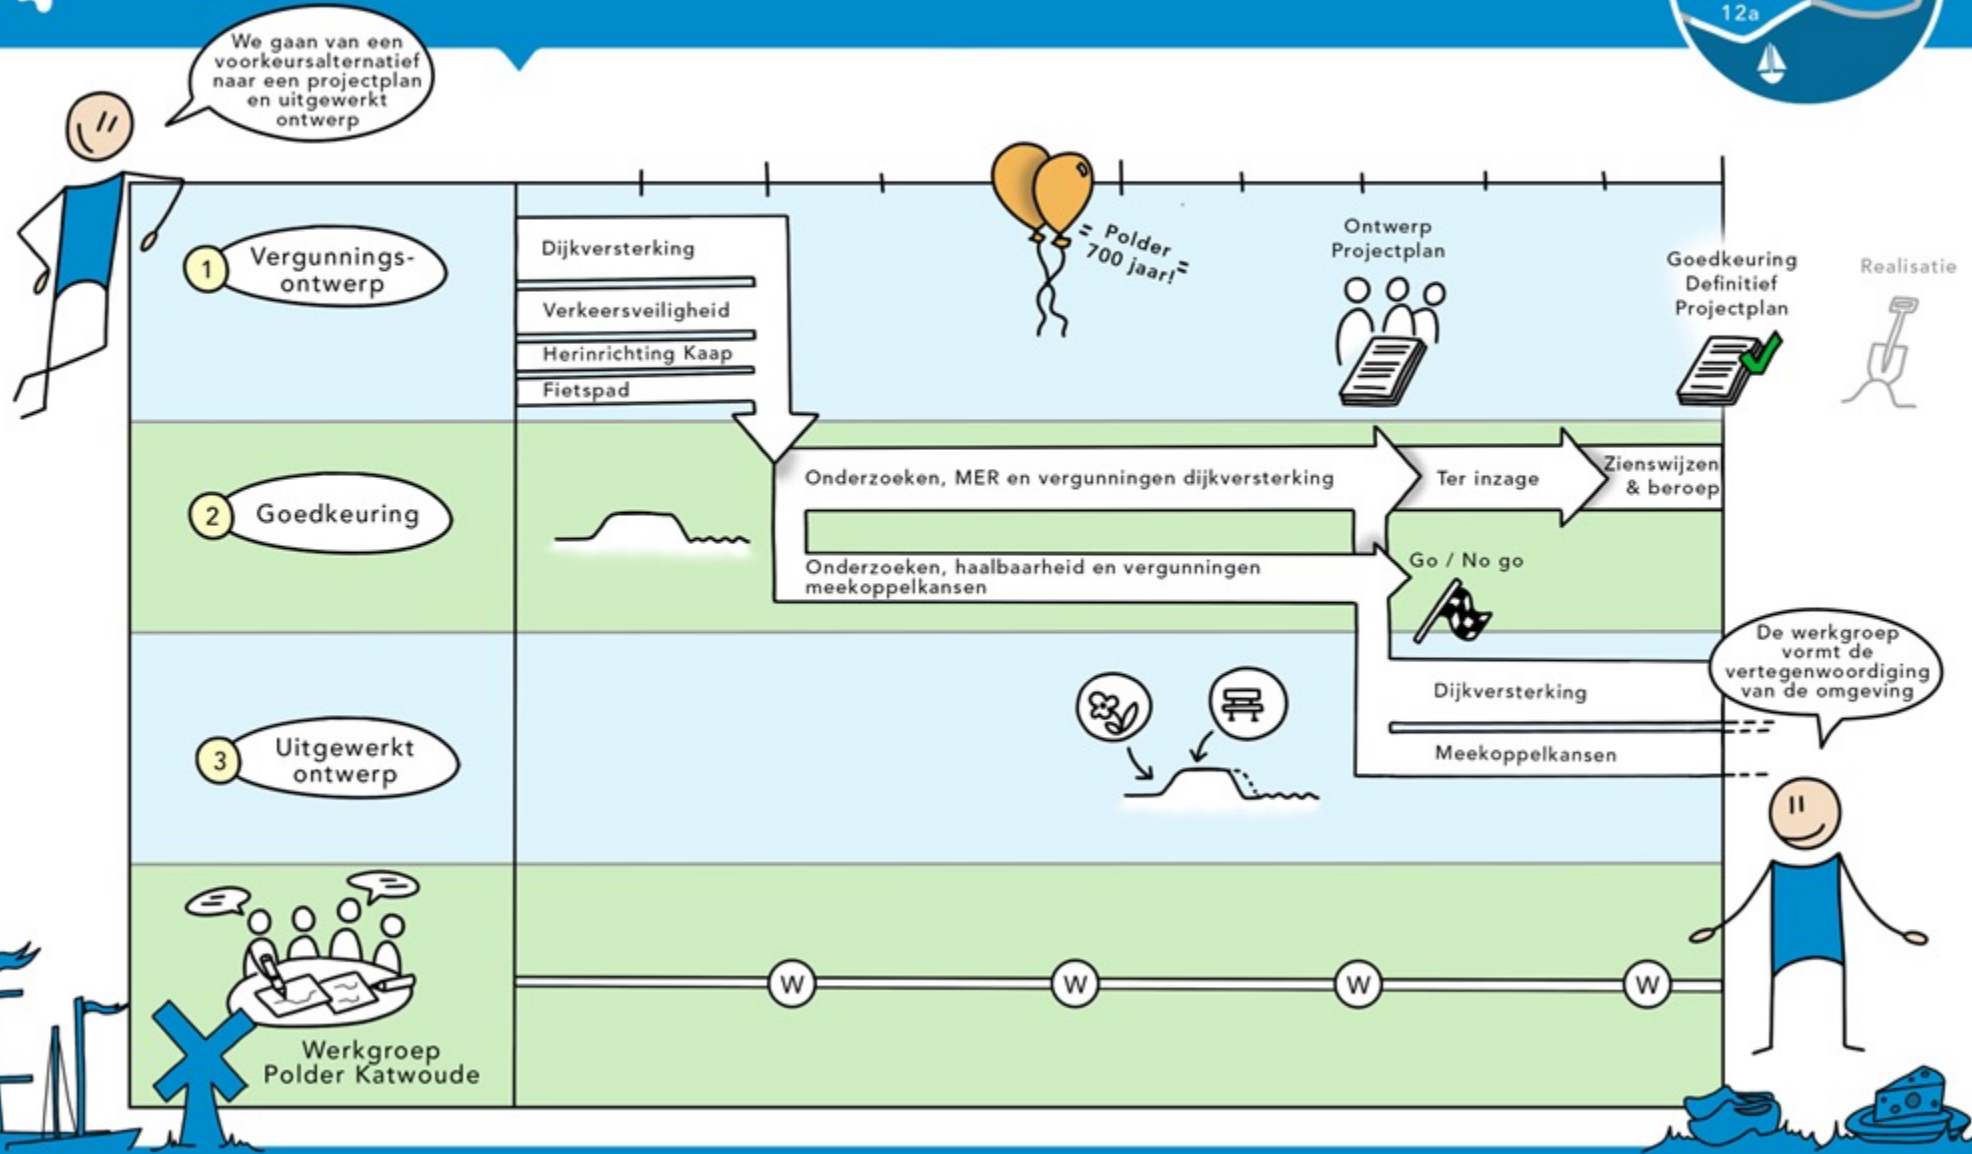 12a
We gaan van een
voorkeursalternatief
naar een projectplan
en uitgewerkt
ontwerp
1
Vergunnings-
ontwerp
Dijkversterking
Verkeersveiligheid
Herinrichting Kaap
Fietspad
= Polder =
700 jaar!
Ontwerp
Projectplan
Goedkeuring
Definitief
Projectplan
Realisatie
2
Goedkeuring
Onderzoeken, MER en vergunningen dijkversterking
Ter inzage
Zienswijzen
& beroep
Onderzoeken, haalbaarheid en vergunningen
meekoppelkansen
Go / No go
3
Uitgewerkt
ontwerp
Dijkversterking
Meekoppelkansen
De werkgroep
vormt de
vertegenwoordiging
van de omgeving
W W W W
Werkgroep
Polder Katwoude